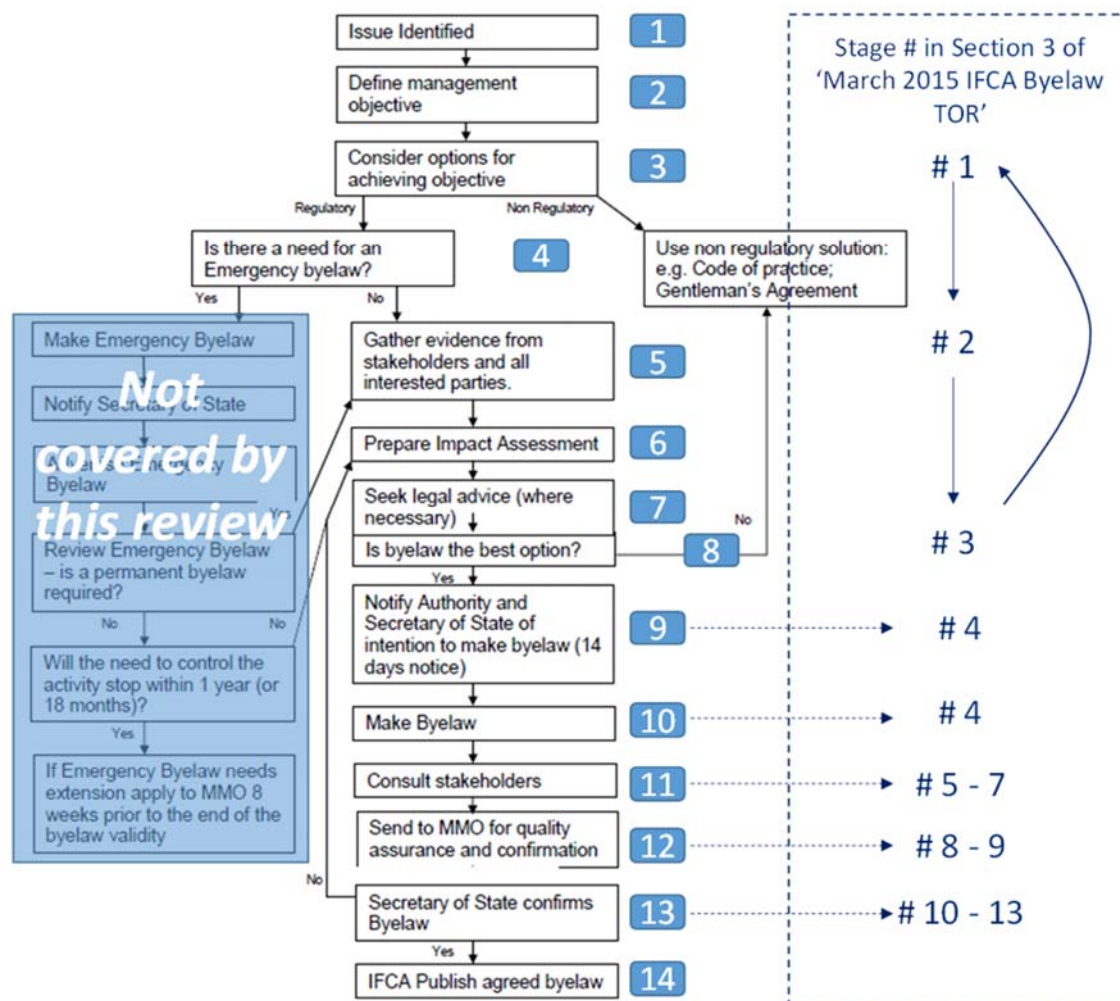 Issue Identified
1
Define management
objective
2
Consider options for
achieving objective
3
Regulatory
Non Regulatory
Is there a need for an
Emergency byelaw?
4
Use non regulatory solution:
e.g. Code of practice;
Gentleman's Agreement
Yes
No
Make Emergency Byelaw
Notify Secretary of State
Advertise Emergency
Byelaw
Yes
Review Emergency Byelaw
– is a permanent byelaw
required?
No
No
Will the need to control the
activity stop within 1 year (or
18 months)?
Yes
If Emergency Byelaw needs
extension apply to MMO 8
weeks prior to the end of the
byelaw validity
Not
covered by
this review
Gather evidence from
stakeholders and all
interested parties.
5
Prepare Impact Assessment
6
Seek legal advice (where
necessary)
7
Is byelaw the best option?
8
No
Yes
Notify Authority and
Secretary of State of
intention to make byelaw (14
days notice)
9
Make Byelaw
10
Consult stakeholders
11
Send to MMO for quality
assurance and confirmation
12
No
Secretary of State confirms
Byelaw
13
Yes
IFCA Publish agreed byelaw
14
Stage # in Section 3 of
‘March 2015 IFCA Byelaw
TOR’
# 1
# 2
# 3
# 4
# 4
# 5 - 7
# 8 - 9
# 10 - 13